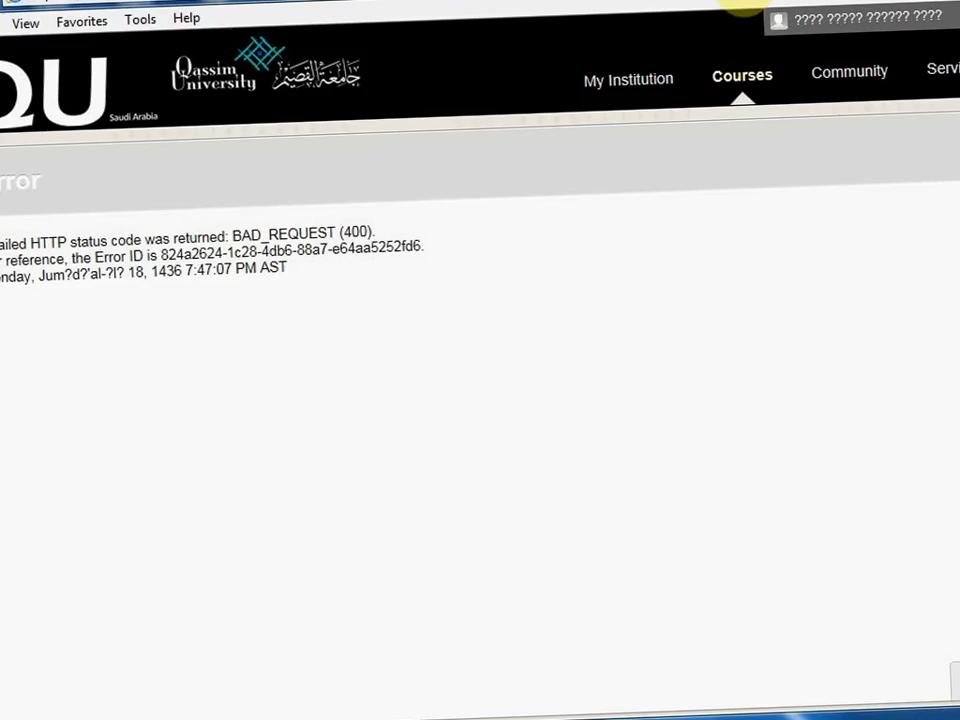 View Favorites Tools Help
???? ????? ?????? ????
QU Saudi Arabia
Qassim University جامعة القصيم
My Institution Courses Community Servi
rror
ailed HTTP status code was returned: BAD_REQUEST (400).
r reference, the Error ID is 824a2624-1c28-4db6-88a7-e64aa5252fd6.
nday, Jum?d?'al-?l? 18, 1436 7:47:07 PM AST